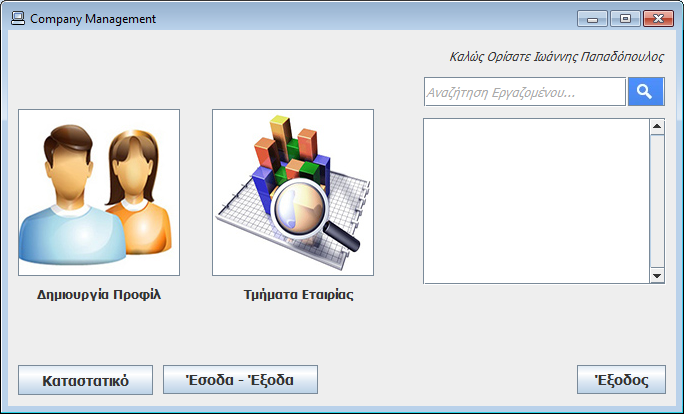 Company Management
Καλώς Ορίσατε Ιωάννης Παπαδόπουλος
Αναζήτηση Εργαζομένου...
Δημιουργία Προφίλ
Τμήματα Εταιρίας
Καταστατικό
Έσοδα - Έξοδα
Έξοδος